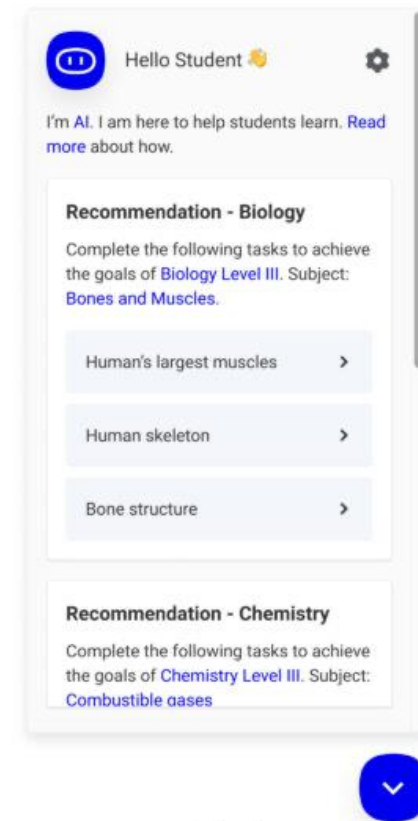 Hello Student 👋
I'm AI. I am here to help students learn. Read
more about how.
Recommendation - Biology
Complete the following tasks to achieve
the goals of Biology Level III. Subject:
Bones and Muscles.
Human's largest muscles
Human skeleton
Bone structure
Recommendation - Chemistry
Complete the following tasks to achieve
the goals of Chemistry Level III. Subject:
Combustible gases